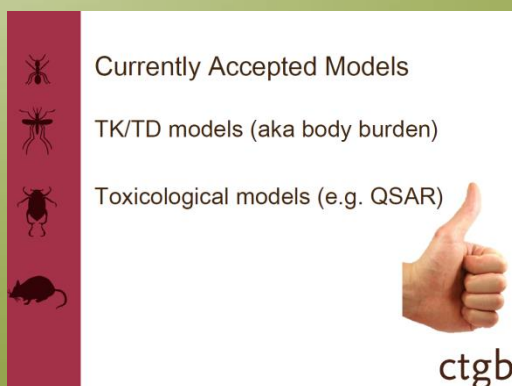 Currently Accepted Models
TK/TD models (aka body burden)
Toxicological models (e.g. QSAR)
ctgb